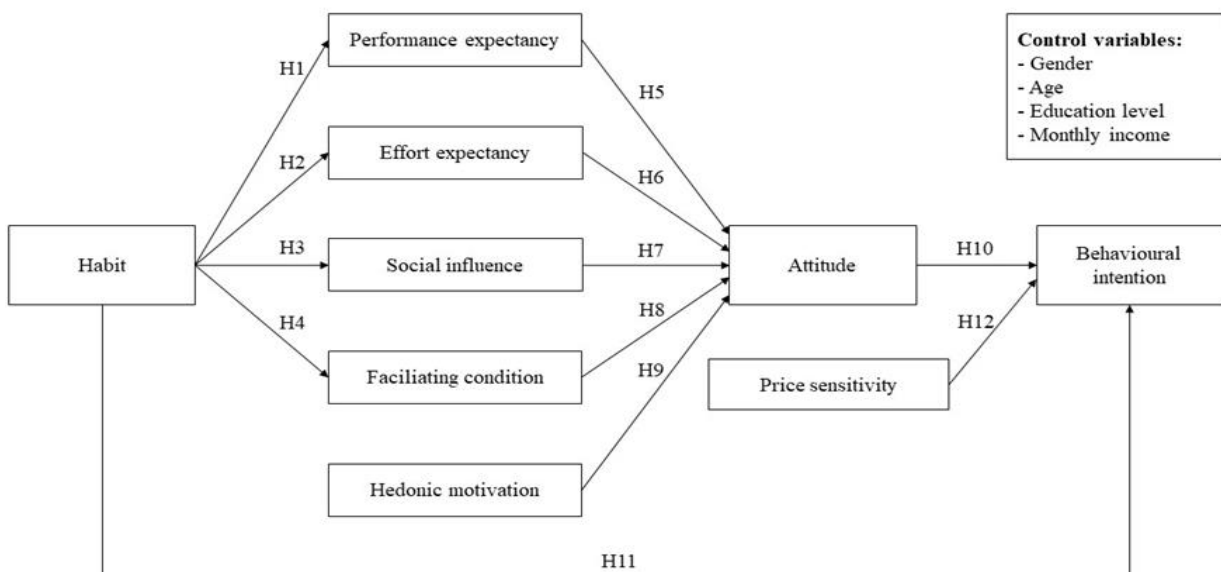 Performance expectancy
Control variables:
- Gender
- Age
- Education level
- Monthly income
H1
H5
H2
Effort expectancy
H6
Habit
H3
Social influence
H7
Attitude
H10
Behavioural
intention
H4
H8
H12
Faciliating condition
H9
Price sensitivity
Hedonic motivation
H11